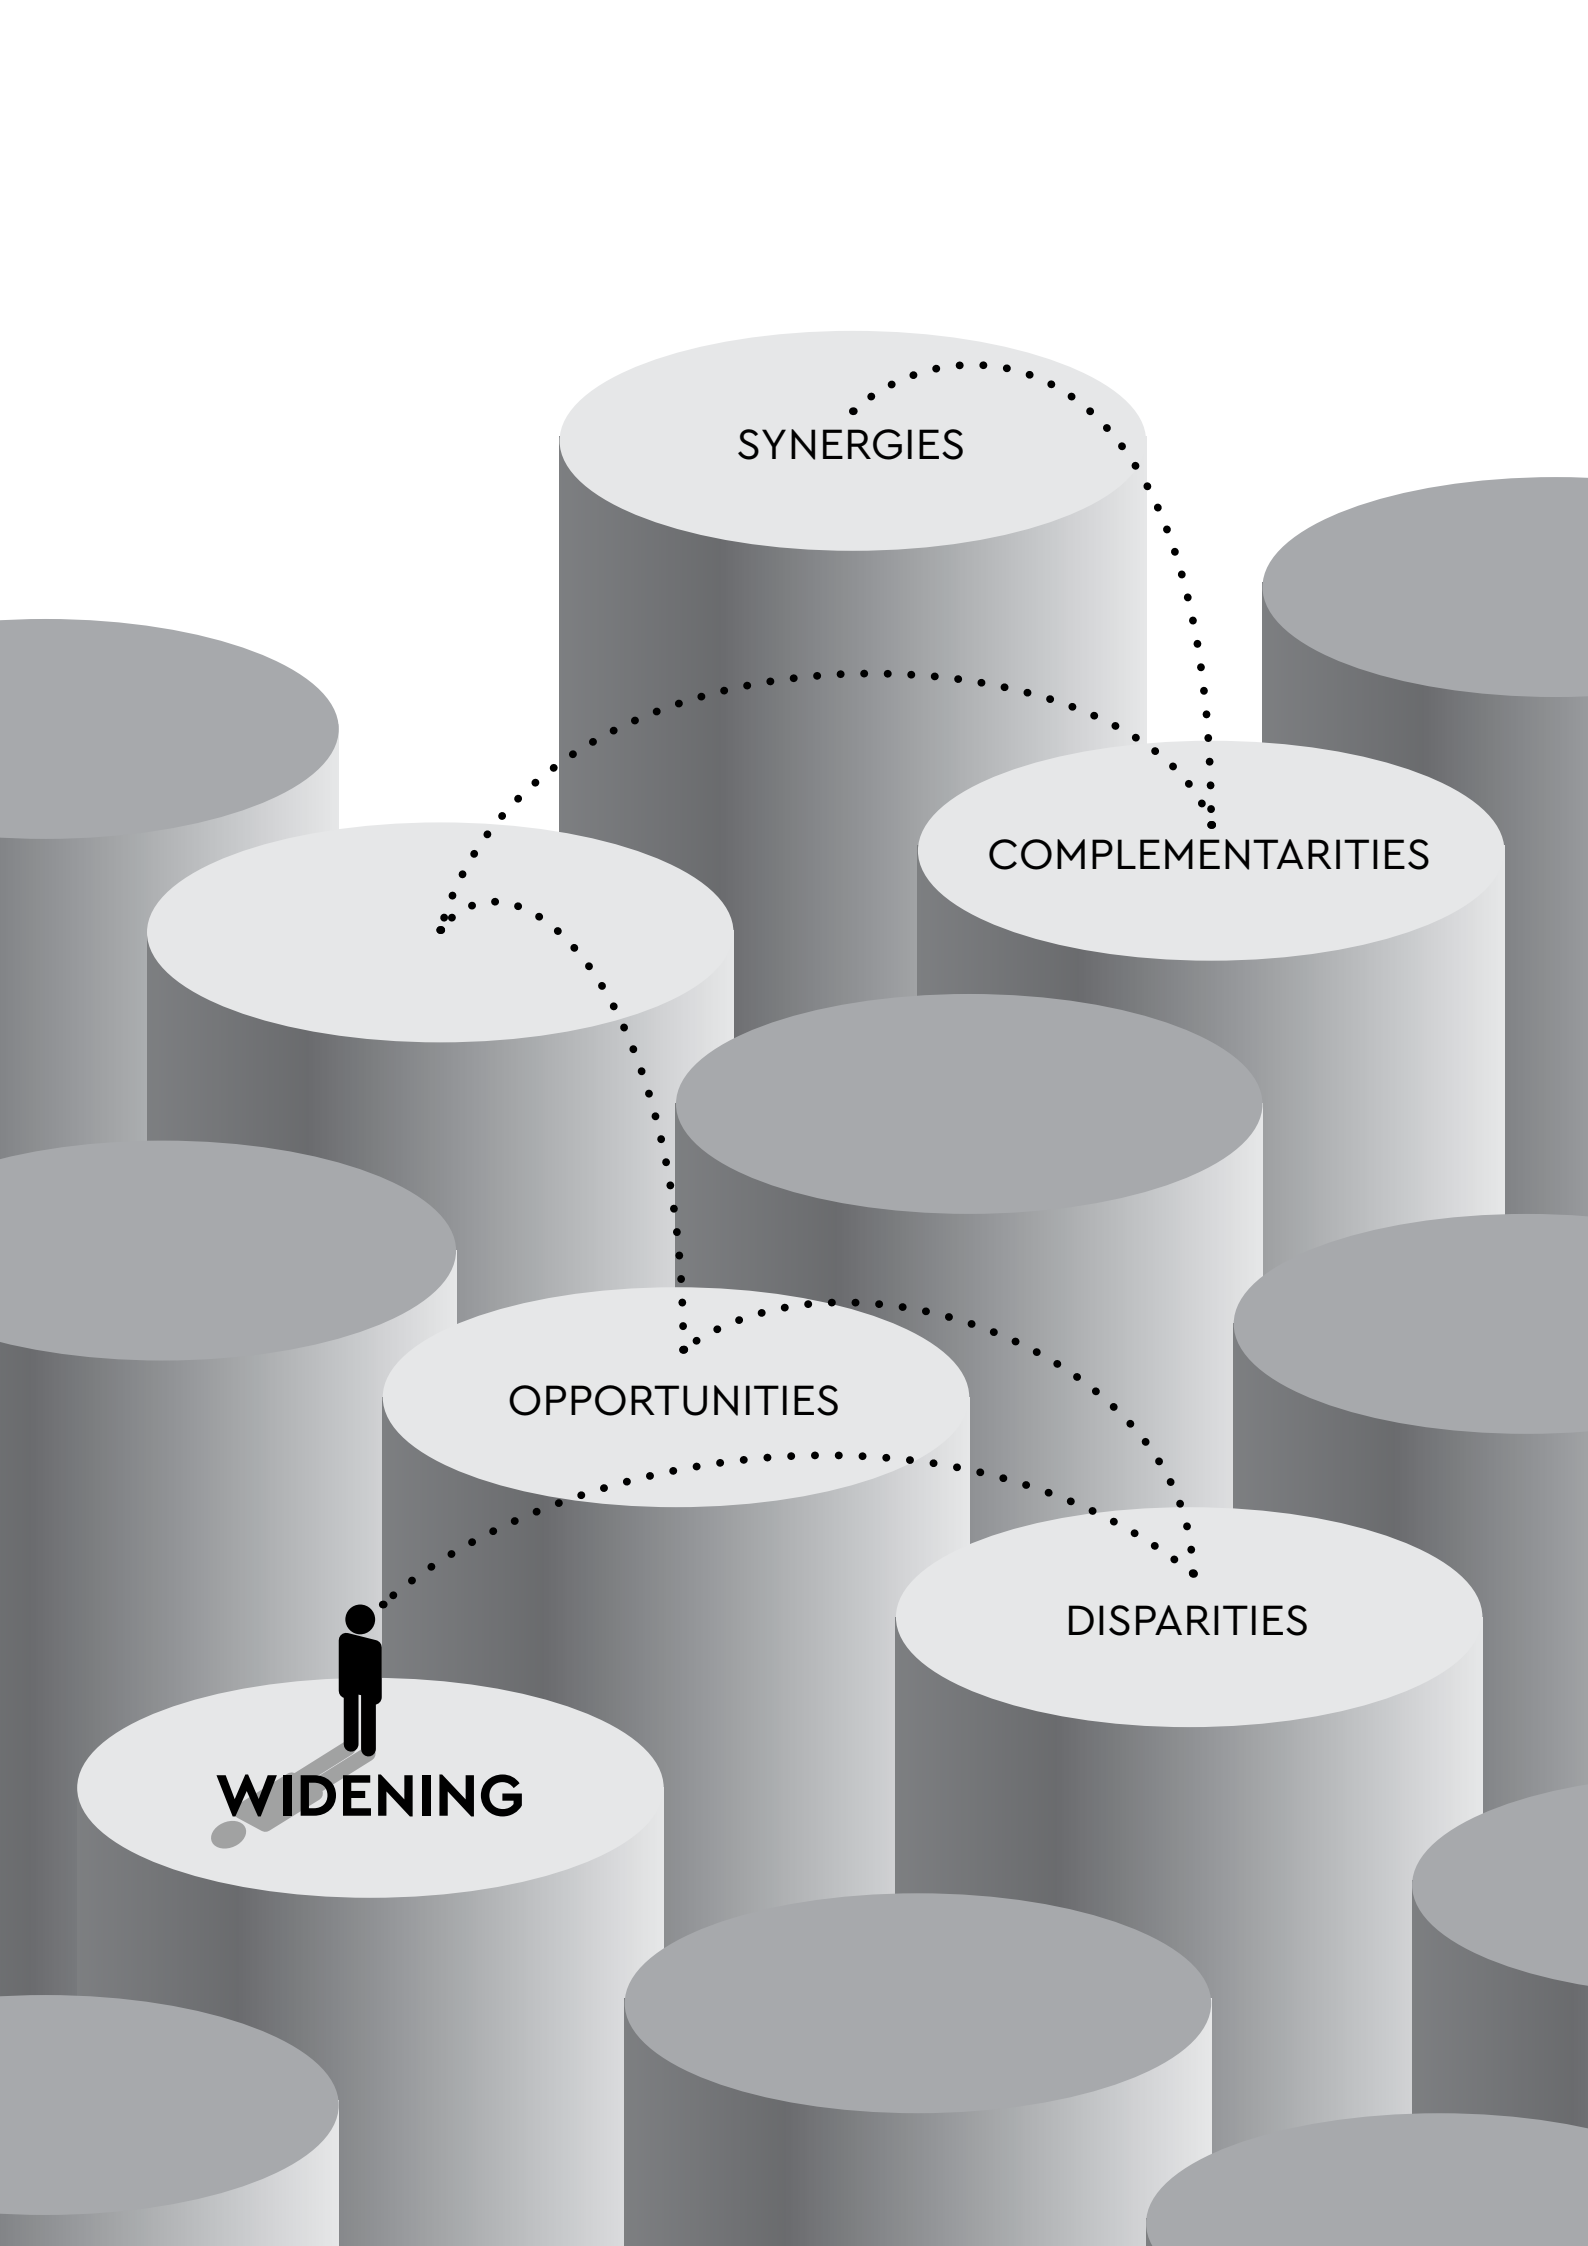 SYNERGIES
COMPLEMENTARITIES
OPPORTUNITIES
DISPARITIES
WIDENING